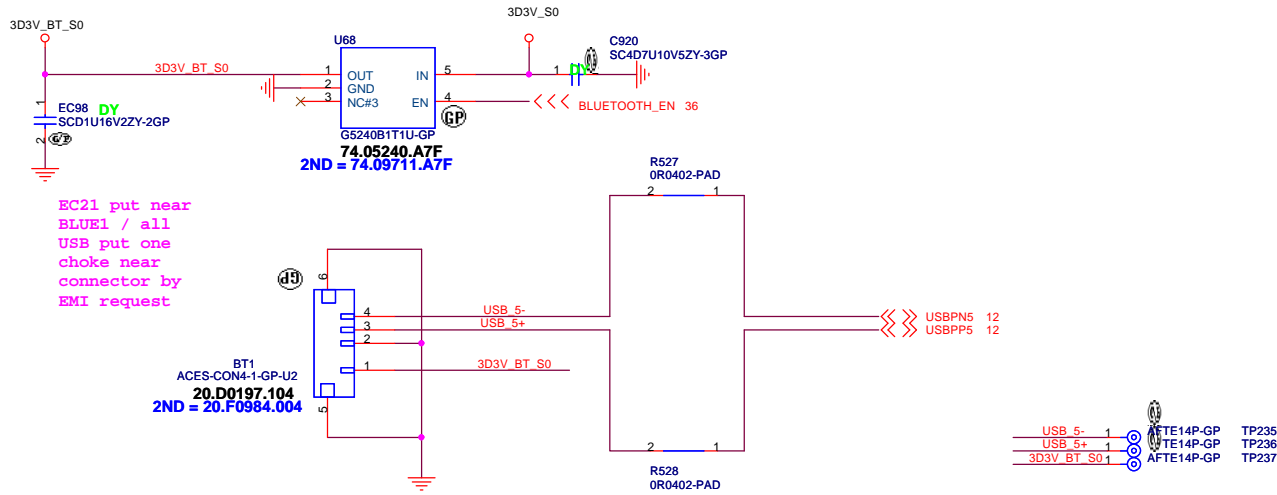 3D3V_BT_S0
3D3V_S0
U68
C920
SC4D7U10V5ZY-3GP
3D3V_BT_S0
1 OUT IN 5
2 GND
3 NC#3 EN 4
1 DY
BLUETOOTH_EN 36
1
EC98 DY
SCD1U16V2ZY-2GP
2
GP
G5240B1T1U-GP
74.05240.A7F
2ND = 74.09711.A7F
R527
0R0402-PAD
2 1
EC21 put near
BLUE1 / all
USB put one
choke near
connector by
EMI request
GP
6
4 USB_5-
3 USB_5+
2
1 3D3V_BT_S0
5
BT1
ACES-CON4-1-GP-U2
20.D0197.104
2ND = 20.F0984.004
USBPN5 12
USBPP5 12
2 1
R528
0R0402-PAD
USB_5- 1 AFTE14P-GP TP235
USB_5+ 1 AFTE14P-GP TP236
3D3V_BT_S0 1 AFTE14P-GP TP237